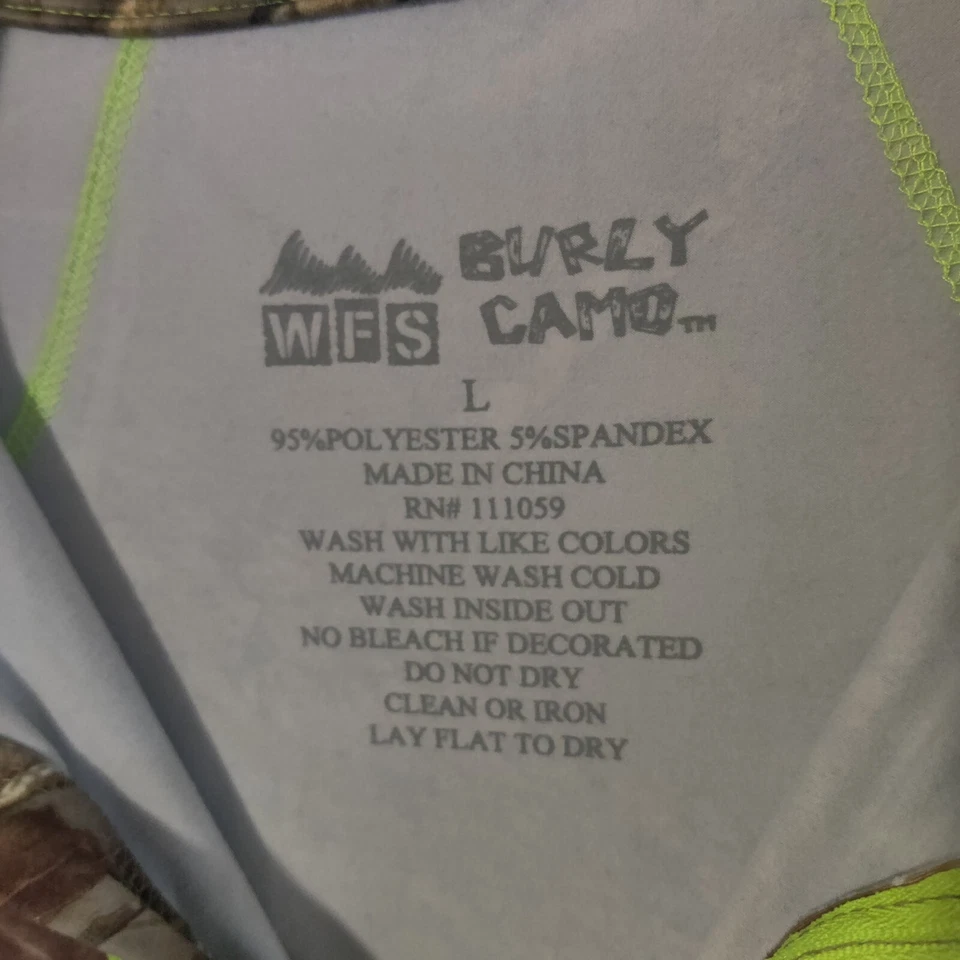 BURLY
WFS CAMO™
L
95%POLYESTER 5%SPANDEX
MADE IN CHINA
RN# 111059
WASH WITH LIKE COLORS
MACHINE WASH COLD
WASH INSIDE OUT
NO BLEACH IF DECORATED
DO NOT DRY
CLEAN OR IRON
LAY FLAT TO DRY